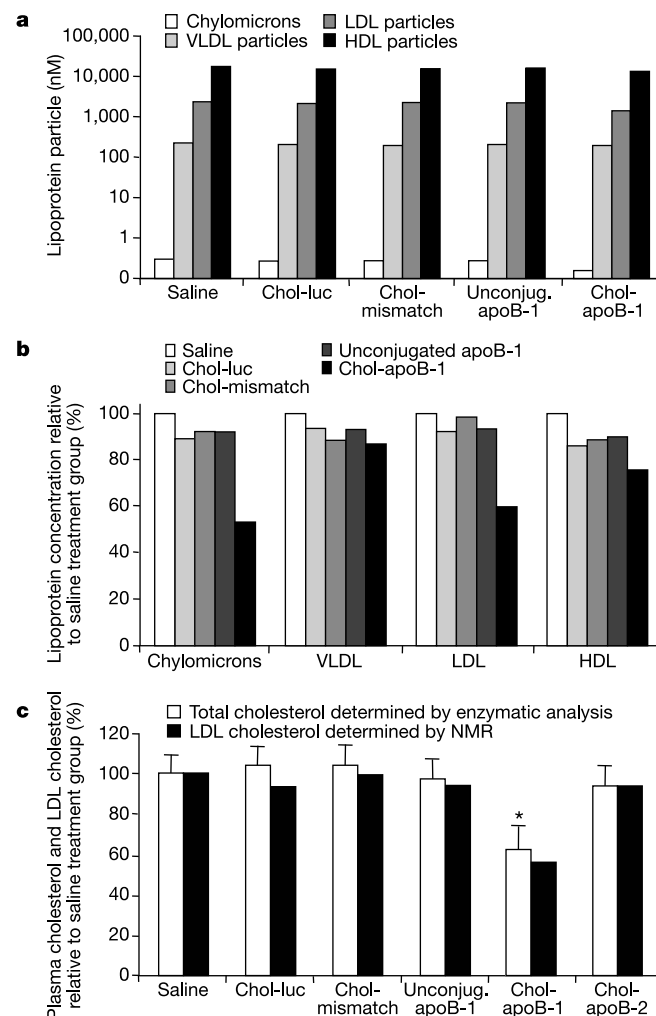 a
Chylomicrons LDL particles
VLDL particles HDL particles
Lipoprotein particle (nM)
100,000
10,000
1,000
100
10
1
0
Saline Chol-luc Chol-mismatch Unconjug. apoB-1 Chol-apoB-1
b
Saline Unconjugated apoB-1
Chol-luc Chol-apoB-1
Chol-mismatch
Lipoprotein concentration relative
to saline treatment group (%)
100
80
60
40
20
0
Chylomicrons VLDL LDL HDL
c
Total cholesterol determined by enzymatic analysis
LDL cholesterol determined by NMR
Plasma cholesterol and LDL cholesterol
relative to saline treatment group (%)
120
100
80
60
40
20
0
*
Saline Chol-luc Chol-mismatch Unconjug. apoB-1 Chol-apoB-1 Chol-apoB-2